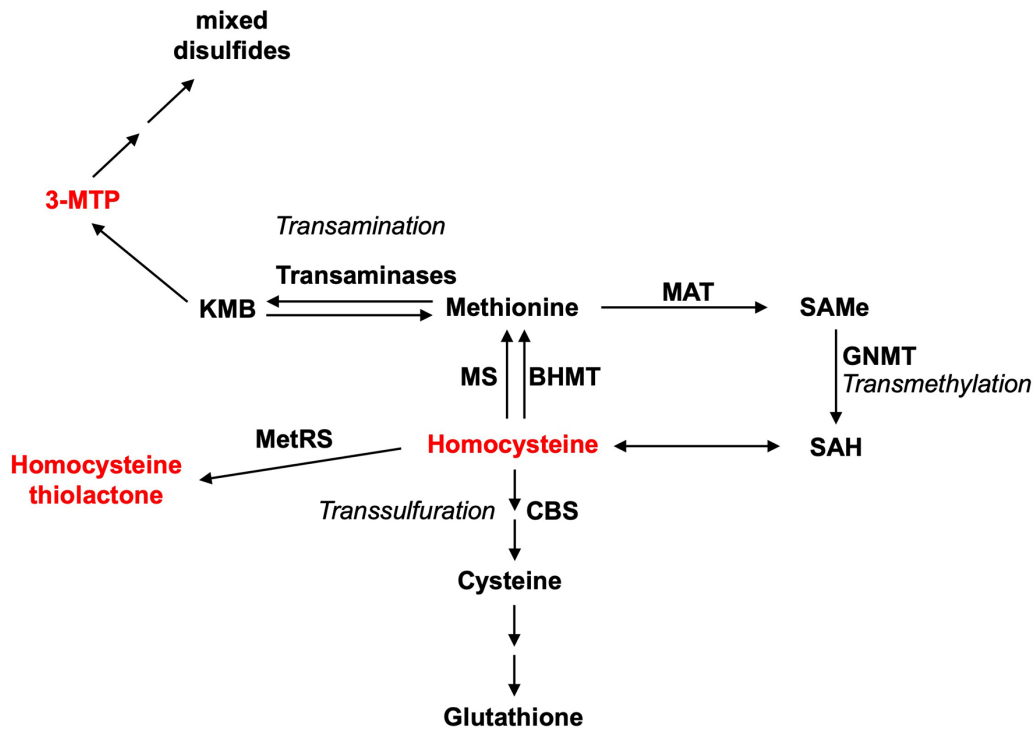 mixed
disulfides
3-MTP
Transamination
Transaminases
KMB
Methionine
MAT
SAMe
GNMT
Transmethylation
MS
BHMT
MetRS
Homocysteine
SAH
Homocysteine
thiolactone
Transsulfuration
CBS
Cysteine
Glutathione